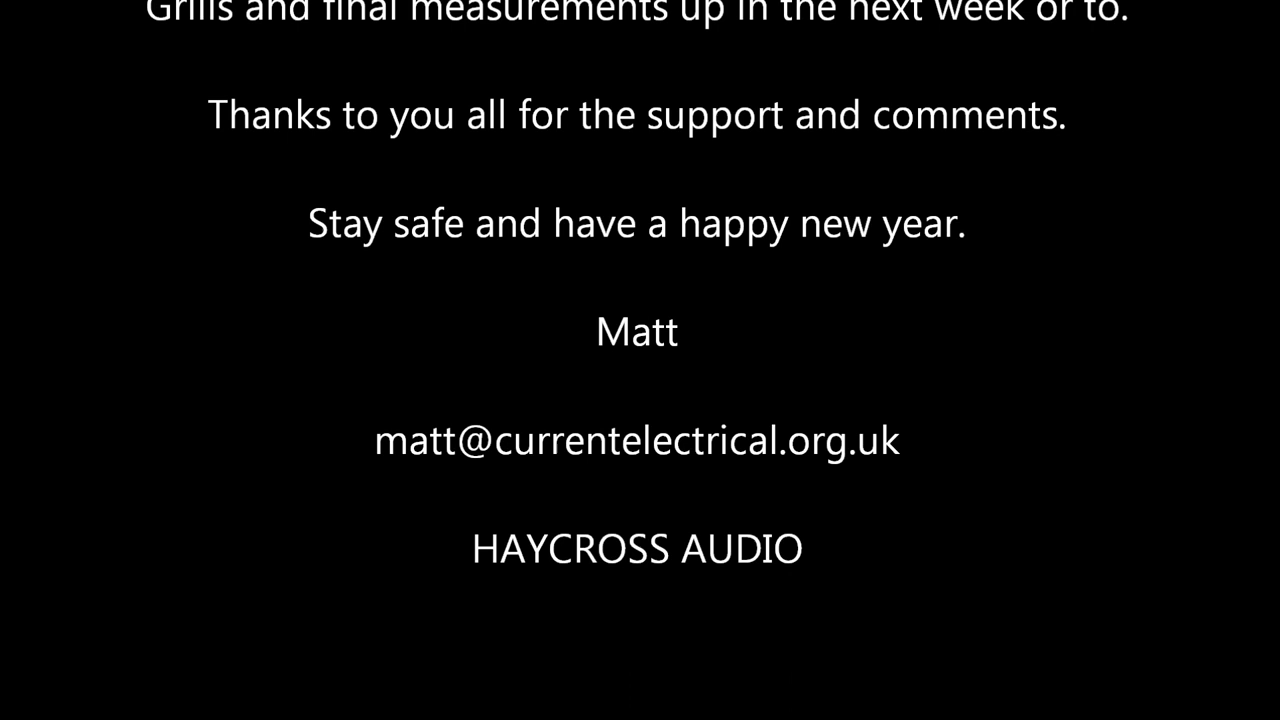 Grills and final measurements up in the next week or to.
Thanks to you all for the support and comments.
Stay safe and have a happy new year.
Matt
matt@currentelectrical.org.uk
HAYCROSS AUDIO